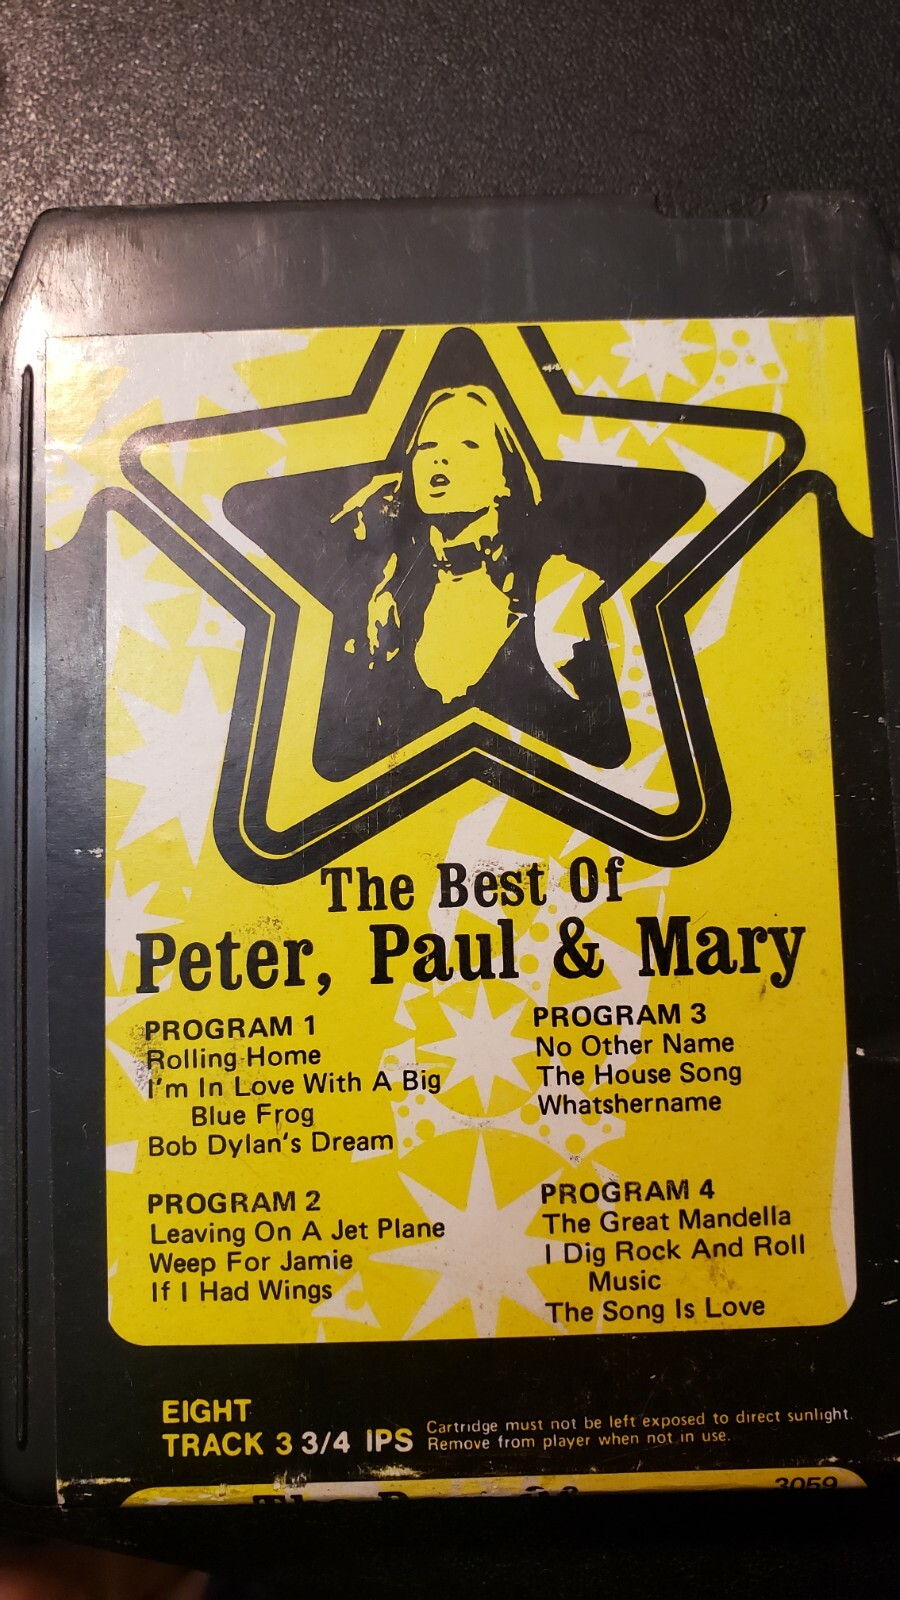 The Best Of
Peter, Paul & Mary
PROGRAM 1
Rolling Home
I'm In Love With A Big
Blue Frog
Bob Dylan's Dream
PROGRAM 2
Leaving On A Jet Plane
Weep For Jamie
If I Had Wings
PROGRAM 3
No Other Name
The House Song
Whatshername
PROGRAM 4
The Great Mandella
I Dig Rock And Roll
Music
The Song Is Love
EIGHT
TRACK 3 3/4 IPS
Cartridge must not be left exposed to direct sunlight.
Remove from player when not in use.
3059
The Best Of